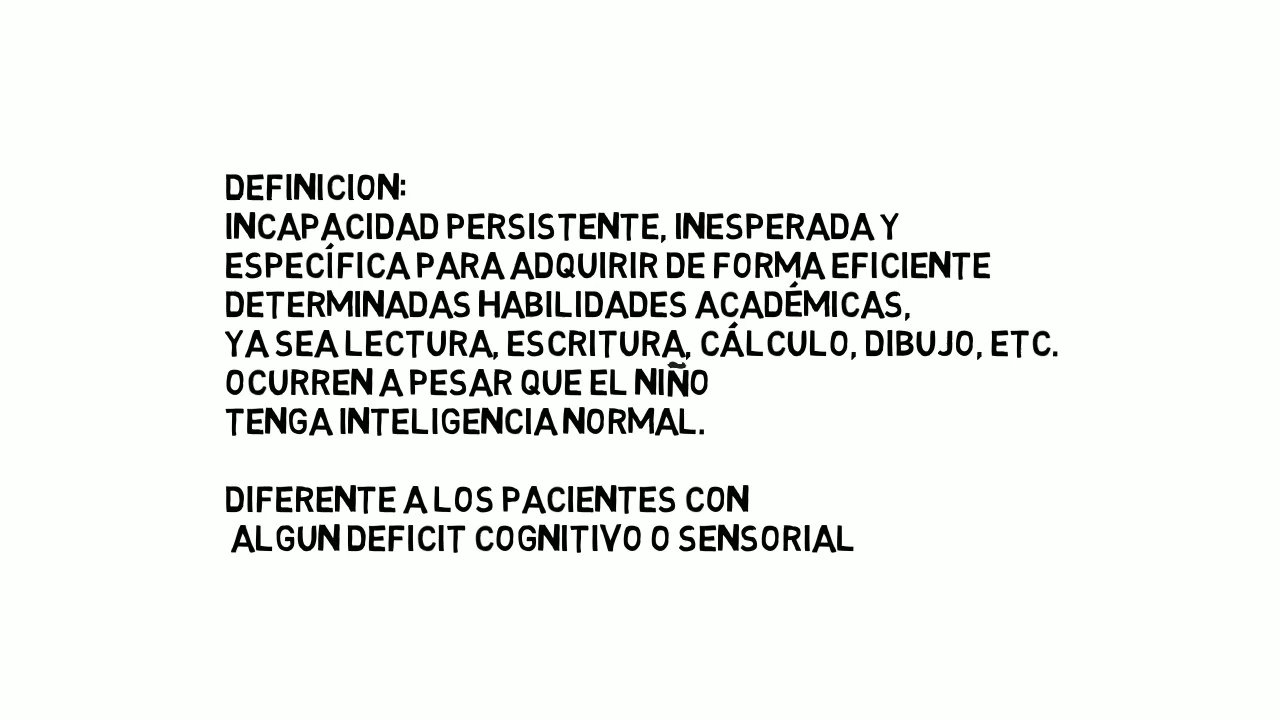 DEFINICION:
INCAPACIDAD PERSISTENTE, INESPERADA Y
ESPECÍFICA PARA ADQUIRIR DE FORMA EFICIENTE
DETERMINADAS HABILIDADES ACADÉMICAS,
YA SEA LECTURA, ESCRITURA, CÁLCULO, DIBUJO, ETC.
OCURREN A PESAR QUE EL NIÑO
TENGA INTELIGENCIA NORMAL.

DIFERENTE A LOS PACIENTES CON
ALGUN DEFICIT COGNITIVO O SENSORIAL